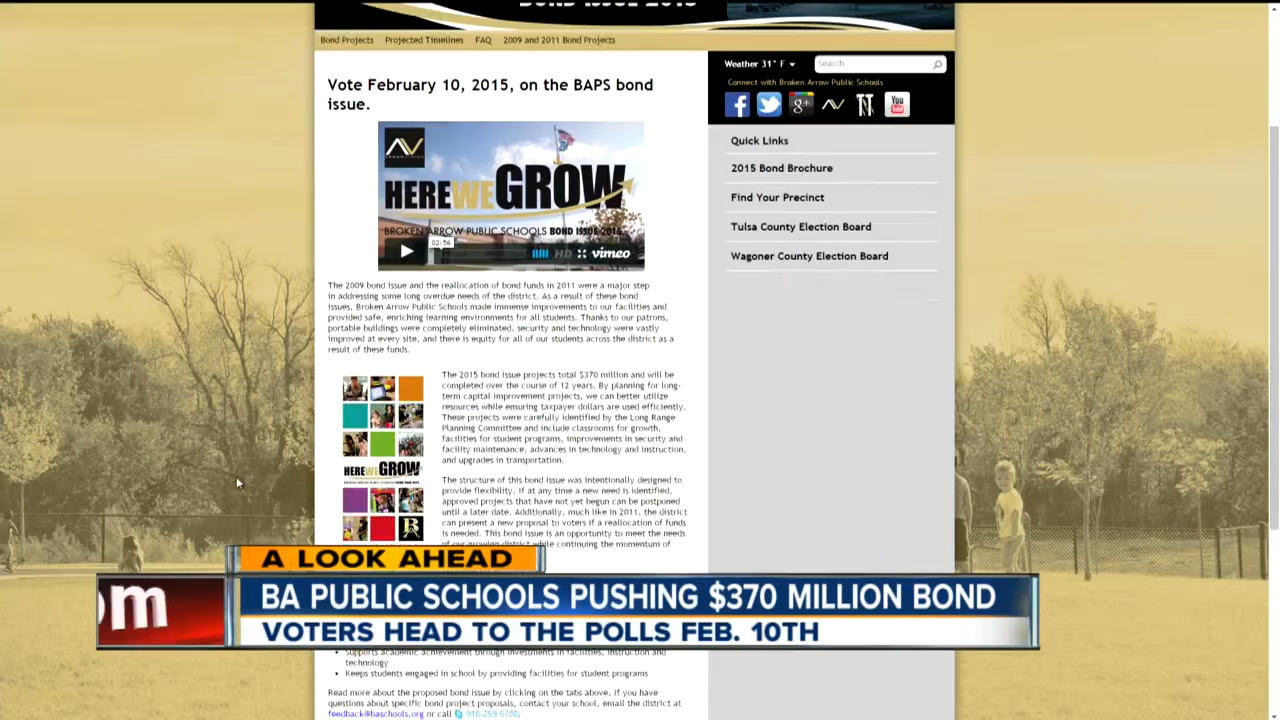 BOND ISSUE 2015
Bond Projects Projected Timelines FAQ 2009 and 2011 Bond Projects
Vote February 10, 2015, on the BAPS bond
issue.
HEREWEGROW
BROKEN ARROW PUBLIC SCHOOLS BOND ISSUE 2015
02:56
HD vimeo
The 2009 bond issue and the reallocation of bond funds in 2011 were a major step
in addressing some long overdue needs of the district. As a result of these bond
issues, Broken Arrow Public Schools made immense improvements to our facilities and
provided safe, enriching learning environments for all students. Thanks to our patrons,
portable buildings were completely eliminated, security and technology were vastly
improved at every site, and there is equity for all of our students across the district as a
result of these funds.
HEREWEGROW
The 2015 bond issue projects total $370 million and will be
completed over the course of 12 years. By planning for long-
term capital improvement projects, we can better utilize
resources while ensuring taxpayer dollars are used efficiently.
These projects were carefully identified by the Long Range
Planning Committee and include classrooms for growth,
facilities for student programs, improvements in security and
facility maintenance, advances in technology and instruction,
and upgrades in transportation.
The structure of this bond issue was intentionally designed to
provide flexibility. If at any time a new need is identified,
approved projects that have not yet begun can be postponed
until a later date. Additionally, much like in 2011, the district
can present a new proposal to voters if a reallocation of funds
is needed. This bond issue is an opportunity to meet the needs
of our growing district while continuing the momentum of
Weather 31° F
Search
Connect with Broken Arrow Public Schools
f g+ You Tube
Quick Links
2015 Bond Brochure
Find Your Precinct
Tulsa County Election Board
Wagoner County Election Board
A LOOK AHEAD
om
BA PUBLIC SCHOOLS PUSHING $370 MILLION BOND
VOTERS HEAD TO THE POLLS FEB. 10TH
Supports academic achievement through investments in facilities, instruction and
technology
Keeps students engaged in school by providing facilities for student programs
Read more about the proposed bond issue by clicking on the tabs above. If you have
questions about specific bond project proposals, contact your school, email the district at
feedback@baschools.org or call 918-259-5700.